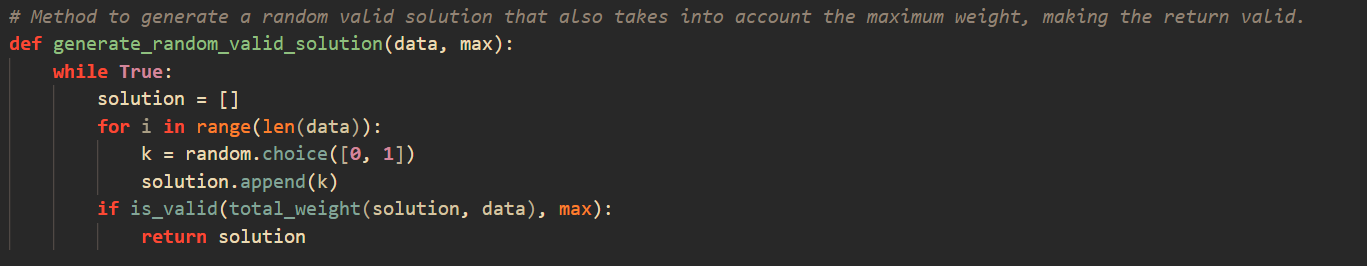 # Method to generate a random valid solution that also takes into account the maximum weight, making the return valid.
def generate_random_valid_solution(data, max):
    while True:
        solution = []
        for i in range(len(data)):
            k = random.choice([0, 1])
            solution.append(k)
        if is_valid(total_weight(solution, data), max):
            return solution